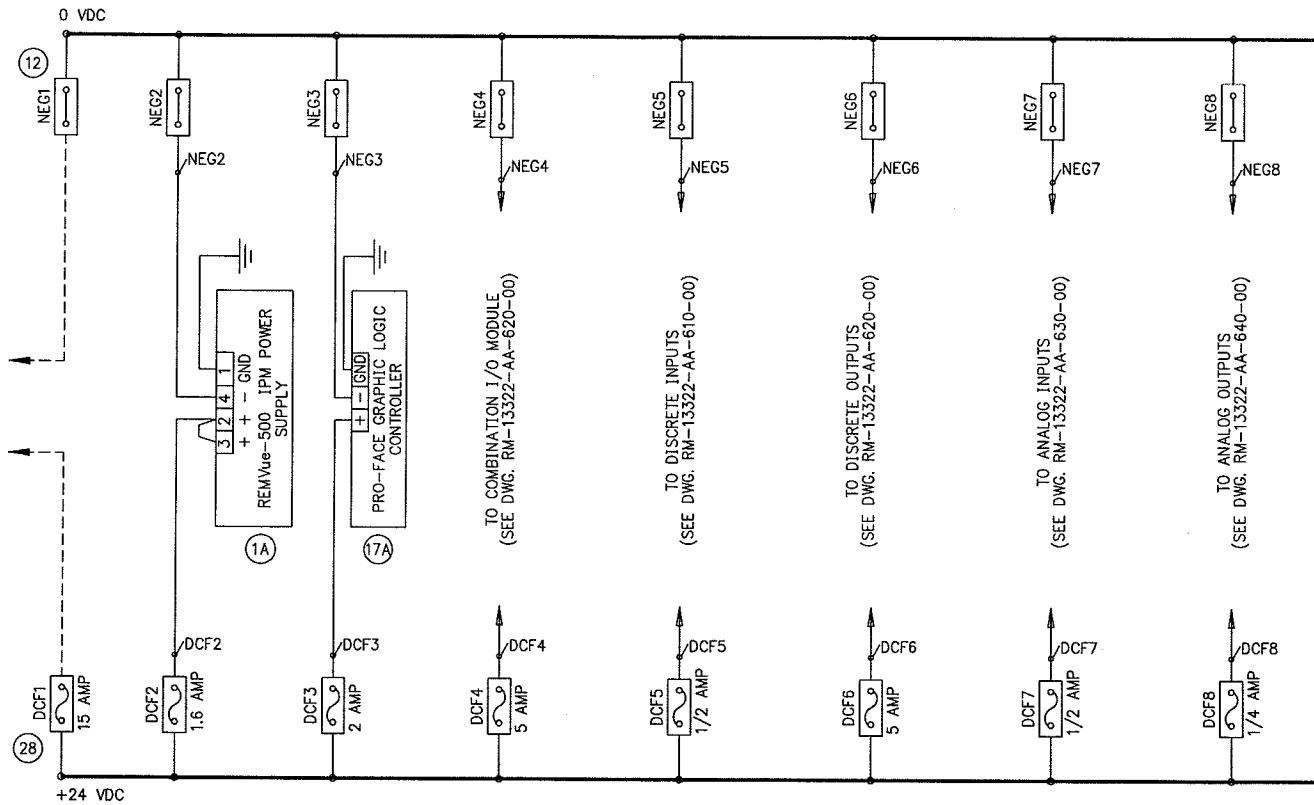 0 VDC
12
NEG1
NEG2
NEG3
NEG4
NEG5
NEG6
NEG7
NEG8
NEG2
NEG3
NEG4
NEG5
NEG6
NEG7
NEG8
3 2 4 1
+ + - GND
REMVue-500 IPM POWER
SUPPLY
1A
+ - GND
PRO-FACE GRAPHIC LOGIC
CONTROLLER
17A
TO COMBINATION I/O MODULE
(SEE DWG. RM-13322-AA-620-00)
TO DISCRETE INPUTS
(SEE DWG. RM-13322-AA-610-00)
TO DISCRETE OUTPUTS
(SEE DWG. RM-13322-AA-620-00)
TO ANALOG INPUTS
(SEE DWG. RM-13322-AA-630-00)
TO ANALOG OUTPUTS
(SEE DWG. RM-13322-AA-640-00)
DCF2
DCF3
DCF4
DCF5
DCF6
DCF7
DCF8
DCF1
15 AMP
DCF2
1.6 AMP
DCF3
2 AMP
DCF4
5 AMP
DCF5
1/2 AMP
DCF6
5 AMP
DCF7
1/2 AMP
DCF8
1/4 AMP
28
+24 VDC